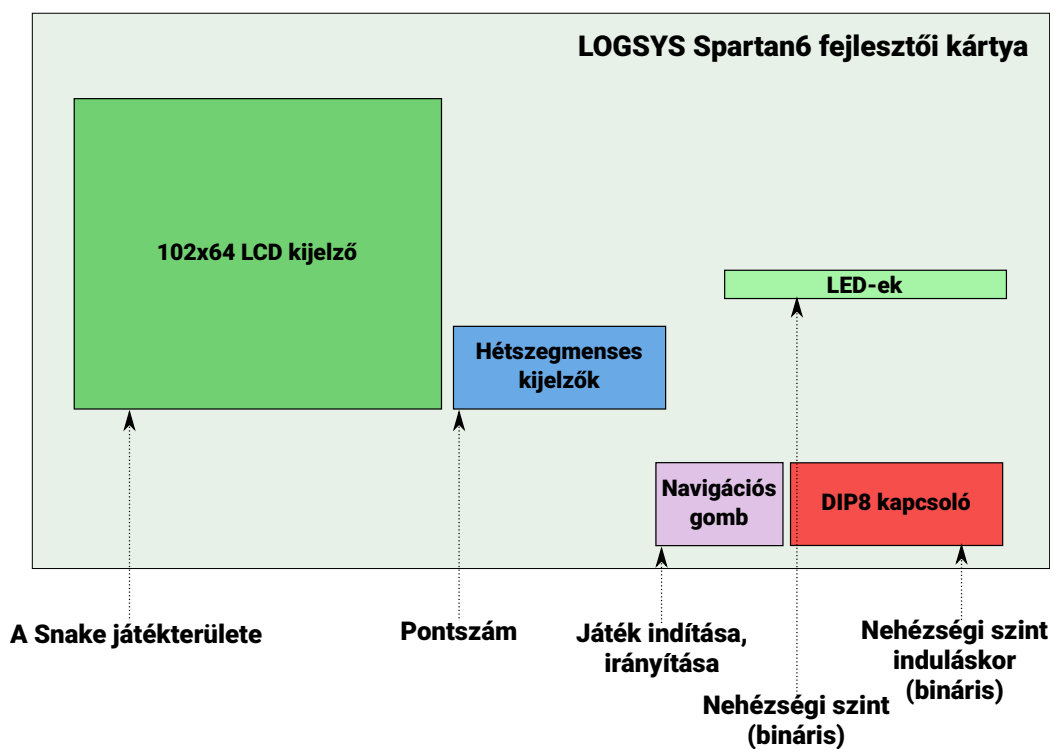 LOGSYS Spartan6 fejlesztői kártya
102x64 LCD kijelző
LED-ek
Hétszegmenses
kijelzők
Navigációs
gomb
DIP8 kapcsoló
A Snake játékterülete
Pontszám
Játék indítása,
irányítása
Nehézségi szint
(bináris)
Nehézségi szint
induláskor
(bináris)